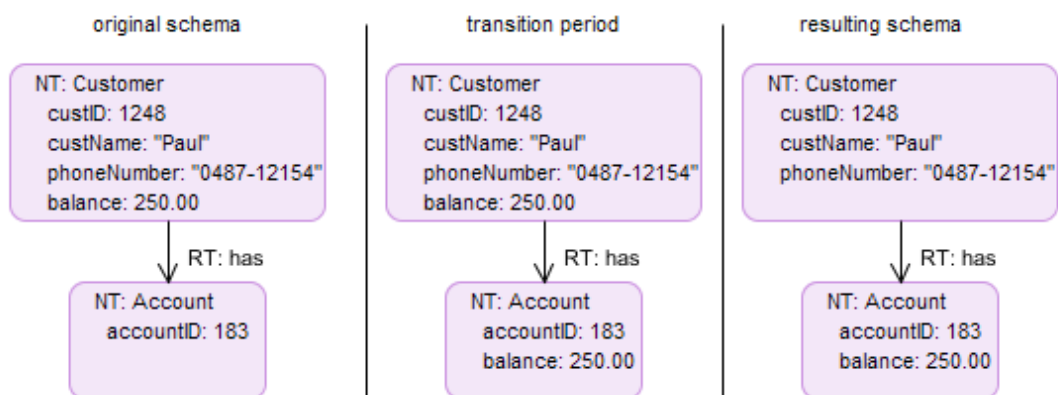 original schema
NT: Customer
custID: 1248
custName: "Paul"
phoneNumber: "0487-12154"
balance: 250.00
RT: has
NT: Account
accountID: 183
transition period
NT: Customer
custID: 1248
custName: "Paul"
phoneNumber: "0487-12154"
balance: 250.00
RT: has
NT: Account
accountID: 183
balance: 250.00
resulting schema
NT: Customer
custID: 1248
custName: "Paul"
phoneNumber: "0487-12154"
RT: has
NT: Account
accountID: 183
balance: 250.00